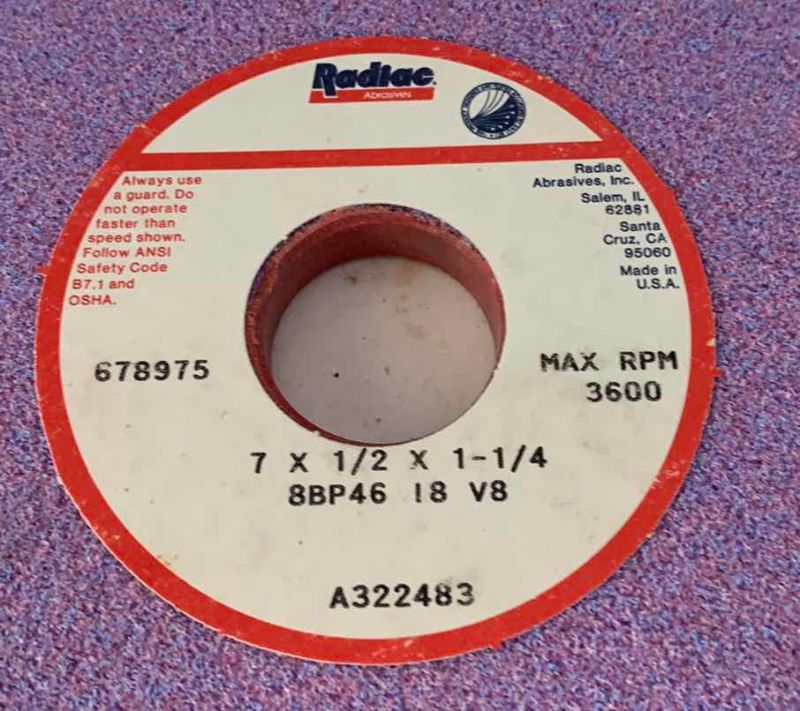 Radiac
Abrasives
Always use
a guard. Do
not operate
faster than
speed shown.
Follow ANSI
Safety Code
B7.1 and
OSHA.
Radiac
Abrasives, Inc.
Salem, IL
62881
Santa
Cruz, CA
95060
Made in
U.S.A.
678975
MAX RPM
3600
7 X 1/2 X 1-1/4
8BP46 I8 V8
A322483